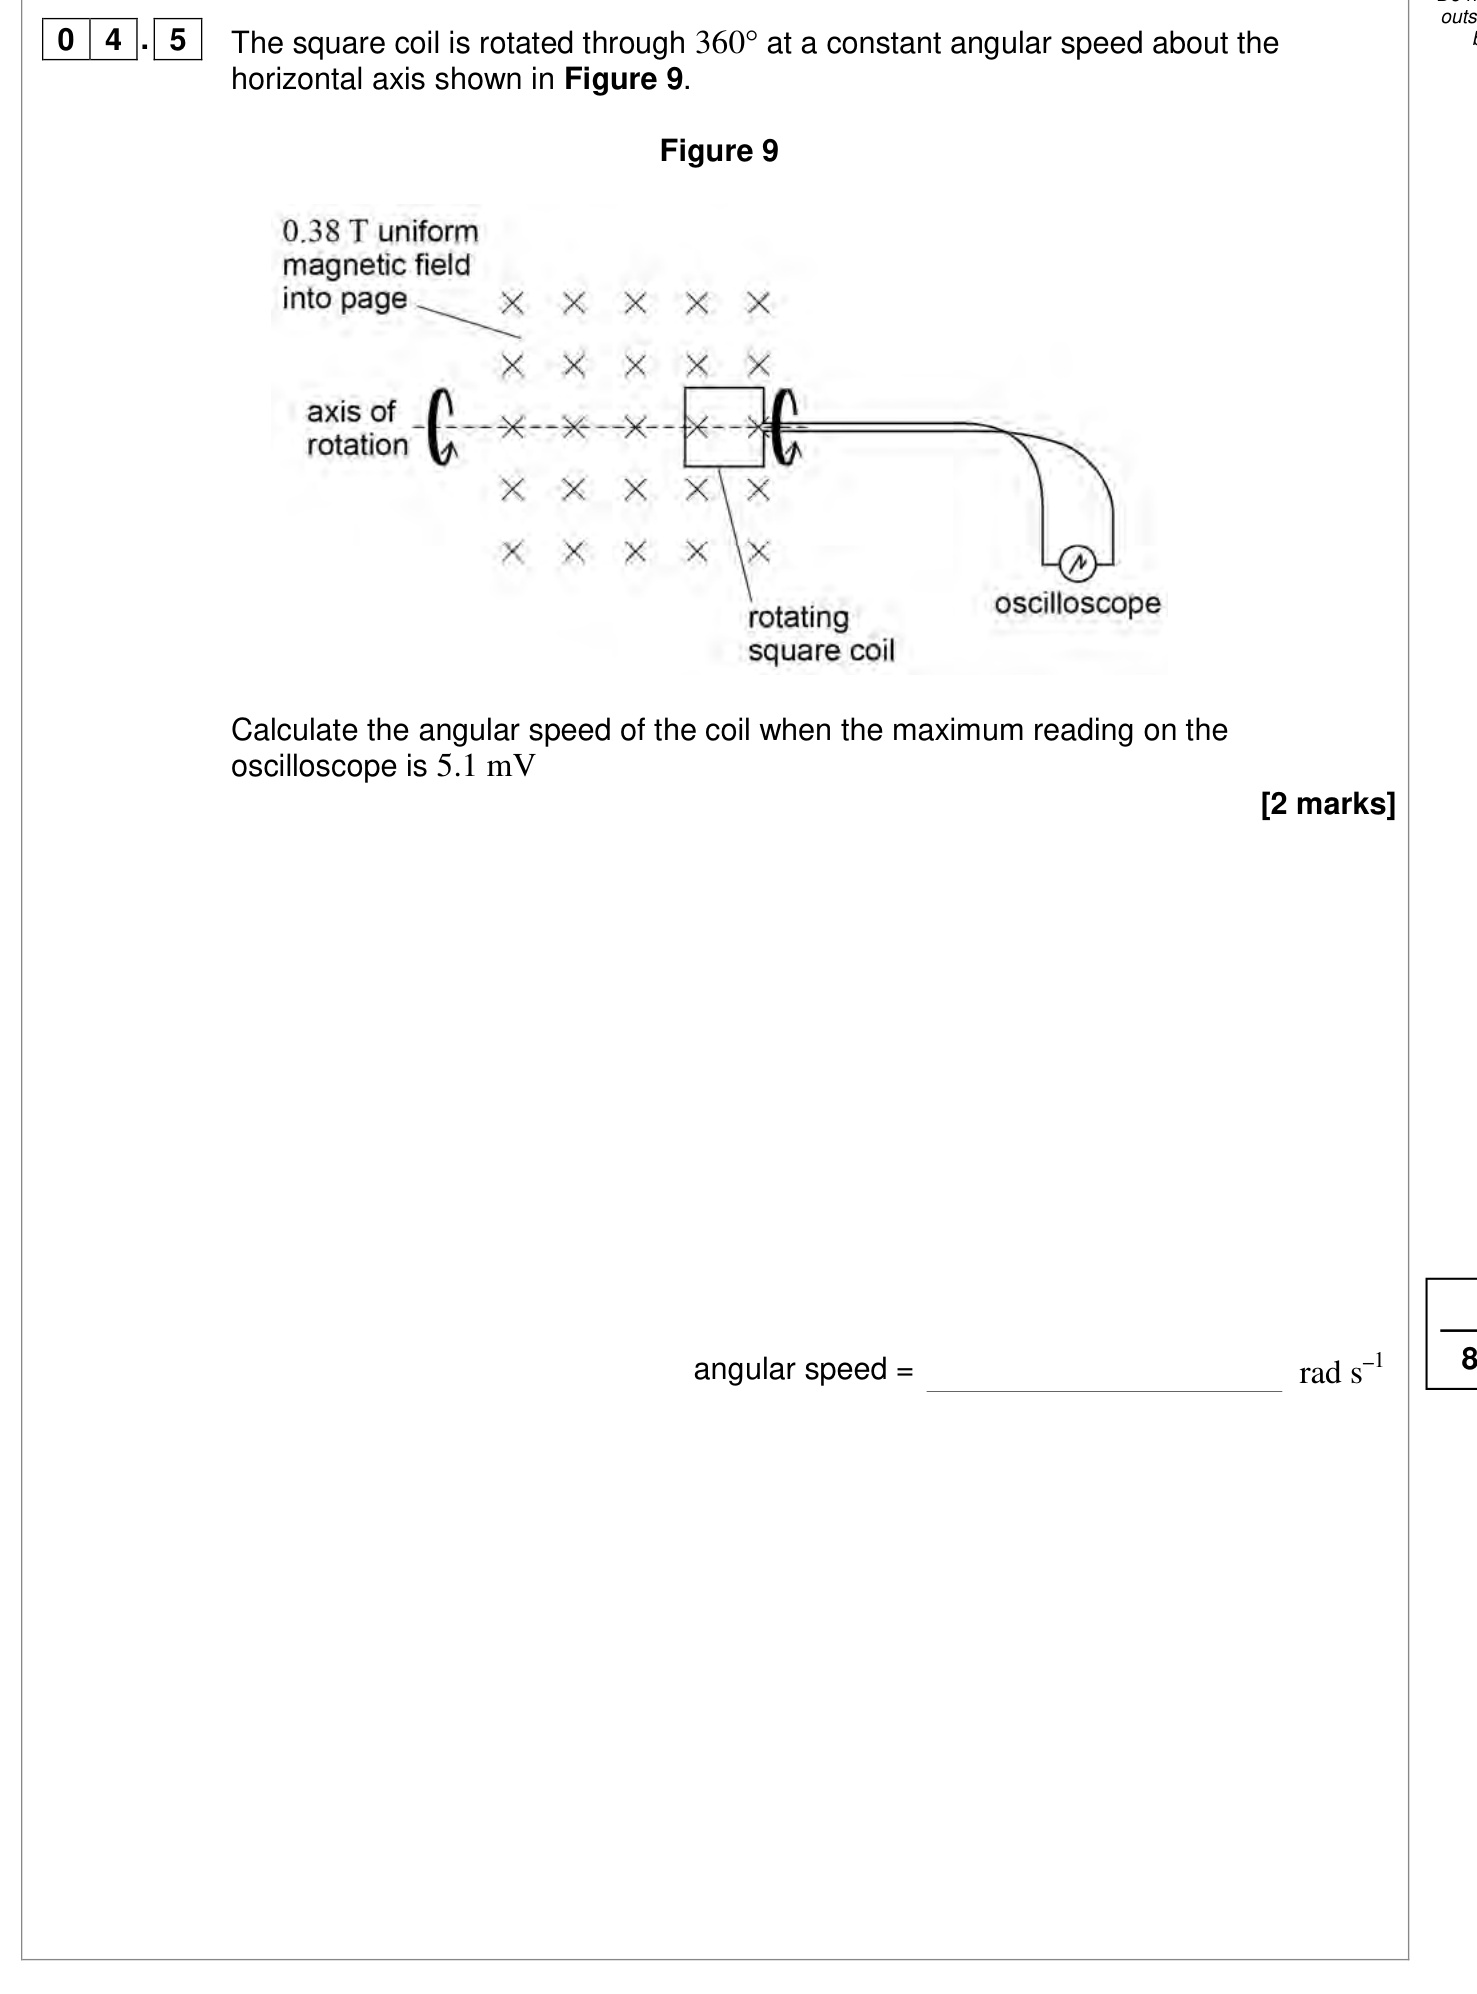 outs
0 4 . 5 The square coil is rotated through 360° at a constant angular speed about the
horizontal axis shown in Figure 9.
Figure 9
0.38 T uniform
magnetic field
into page
axis of
rotation
rotating
square coil
oscilloscope
Calculate the angular speed of the coil when the maximum reading on the
oscilloscope is 5.1 mV
[2 marks]
angular speed = rad s⁻¹
8